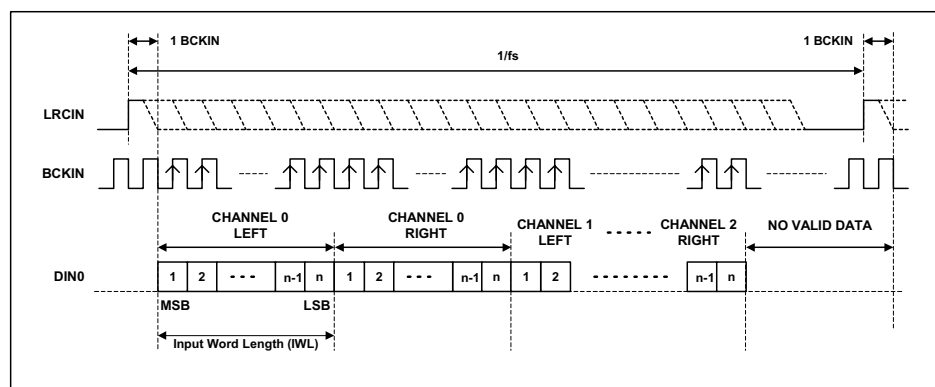 1 BCKIN 1 BCKIN
1/fs
LRCIN
BCKIN
CHANNEL 0 LEFT CHANNEL 0 RIGHT CHANNEL 1 LEFT CHANNEL 2 RIGHT NO VALID DATA
DIN0 1 2 n-1 n 1 2 n-1 n 1 2 n-1 n
MSB LSB
Input Word Length (IWL)